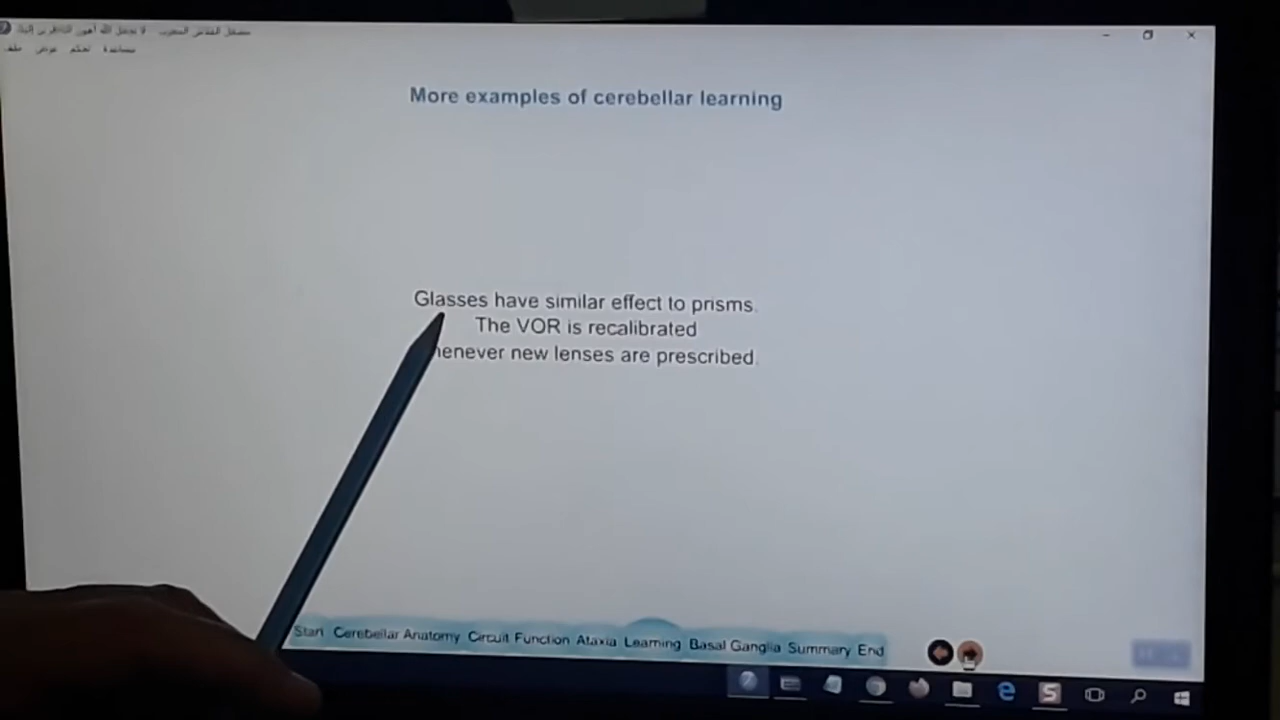 More examples of cerebellar learning
Glasses have similar effect to prisms.
The VOR is recalibrated
henever new lenses are prescribed.
Start Cerebellar Anatomy Circuit Function Ataxia Learning Basal Ganglia Summary End